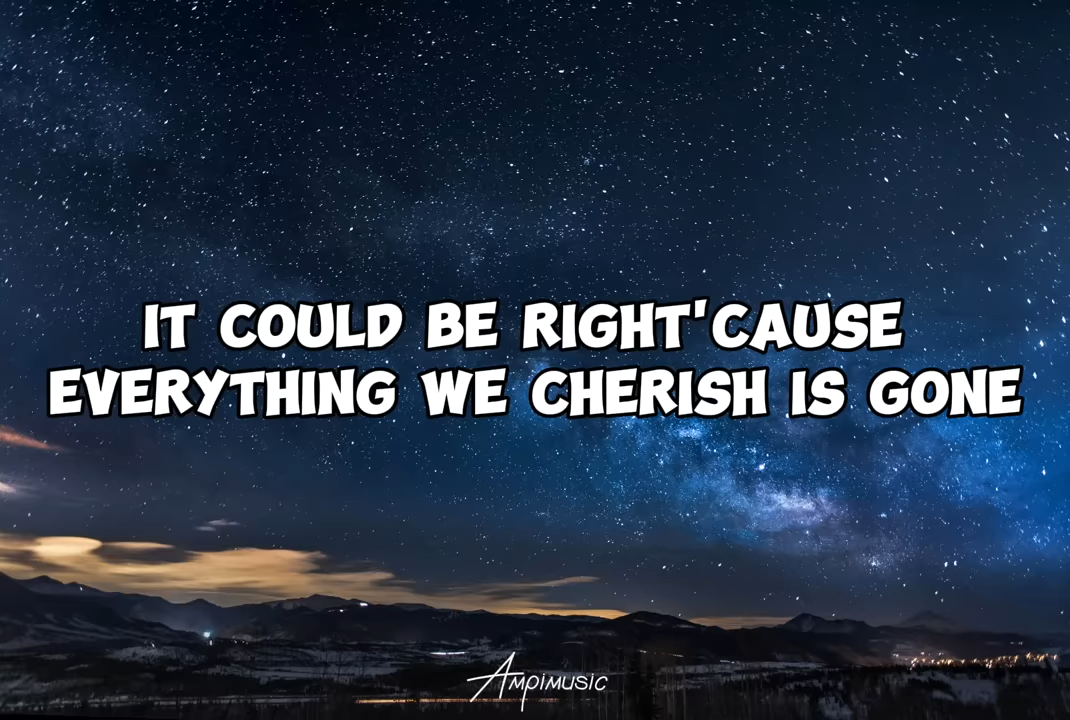 IT COULD BE RIGHT'CAUSE
EVERYTHING WE CHERISH IS GONE
AMPIMUSIC